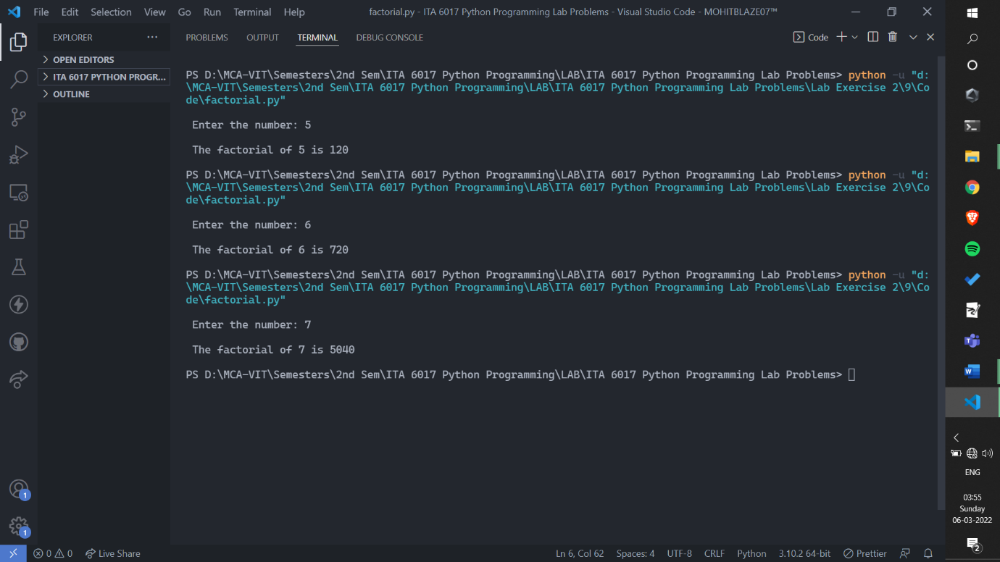 File Edit Selection View Go Run Terminal Help
factorial.py - ITA 6017 Python Programming Lab Problems - Visual Studio Code - MOHITBLAZE07™
EXPLORER
OPEN EDITORS
ITA 6017 PYTHON PROGR...
OUTLINE
PROBLEMS OUTPUT TERMINAL DEBUG CONSOLE
Code
PS D:\MCA-VIT\Semesters\2nd Sem\ITA 6017 Python Programming\LAB\ITA 6017 Python Programming Lab Problems> python -u "d:
\MCA-VIT\Semesters\2nd Sem\ITA 6017 Python Programming\LAB\ITA 6017 Python Programming Lab Problems\Lab Exercise 2\9\Co
de\factorial.py"
Enter the number: 5
The factorial of 5 is 120
PS D:\MCA-VIT\Semesters\2nd Sem\ITA 6017 Python Programming\LAB\ITA 6017 Python Programming Lab Problems> python -u "d:
\MCA-VIT\Semesters\2nd Sem\ITA 6017 Python Programming\LAB\ITA 6017 Python Programming Lab Problems\Lab Exercise 2\9\Co
de\factorial.py"
Enter the number: 6
The factorial of 6 is 720
PS D:\MCA-VIT\Semesters\2nd Sem\ITA 6017 Python Programming\LAB\ITA 6017 Python Programming Lab Problems> python -u "d:
\MCA-VIT\Semesters\2nd Sem\ITA 6017 Python Programming\LAB\ITA 6017 Python Programming Lab Problems\Lab Exercise 2\9\Co
de\factorial.py"
Enter the number: 7
The factorial of 7 is 5040
PS D:\MCA-VIT\Semesters\2nd Sem\ITA 6017 Python Programming\LAB\ITA 6017 Python Programming Lab Problems>
1
1
0 0 Live Share
Ln 6, Col 62 Spaces: 4 UTF-8 CRLF Python 3.10.2 64-bit Prettier
ENG
03:55
Sunday
06-03-2022
2